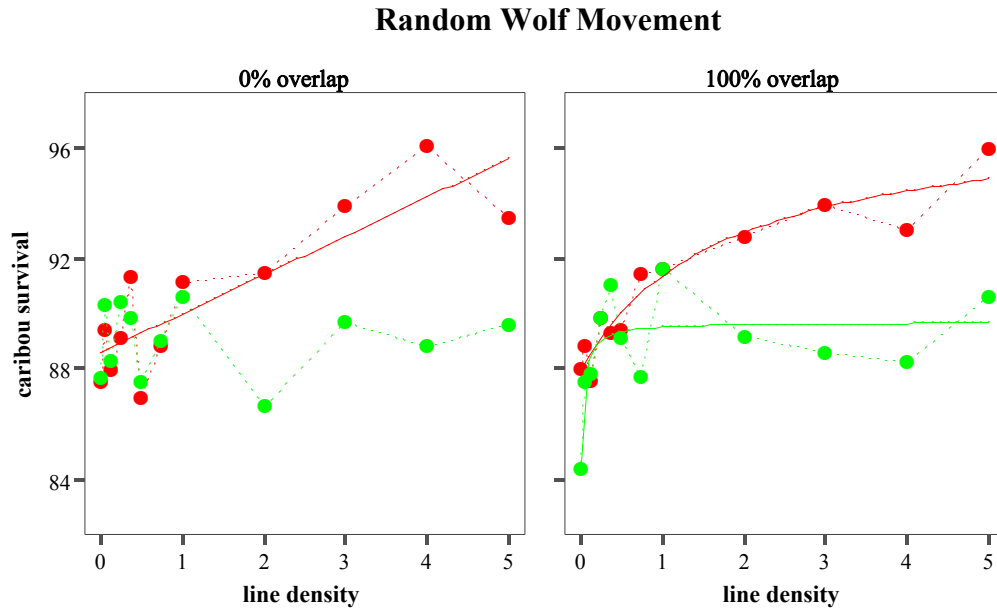 Random Wolf Movement
0% overlap
100% overlap
caribou survival
96
92
88
84
0 1 2 3 4 5
0 1 2 3 4 5
line density
line density